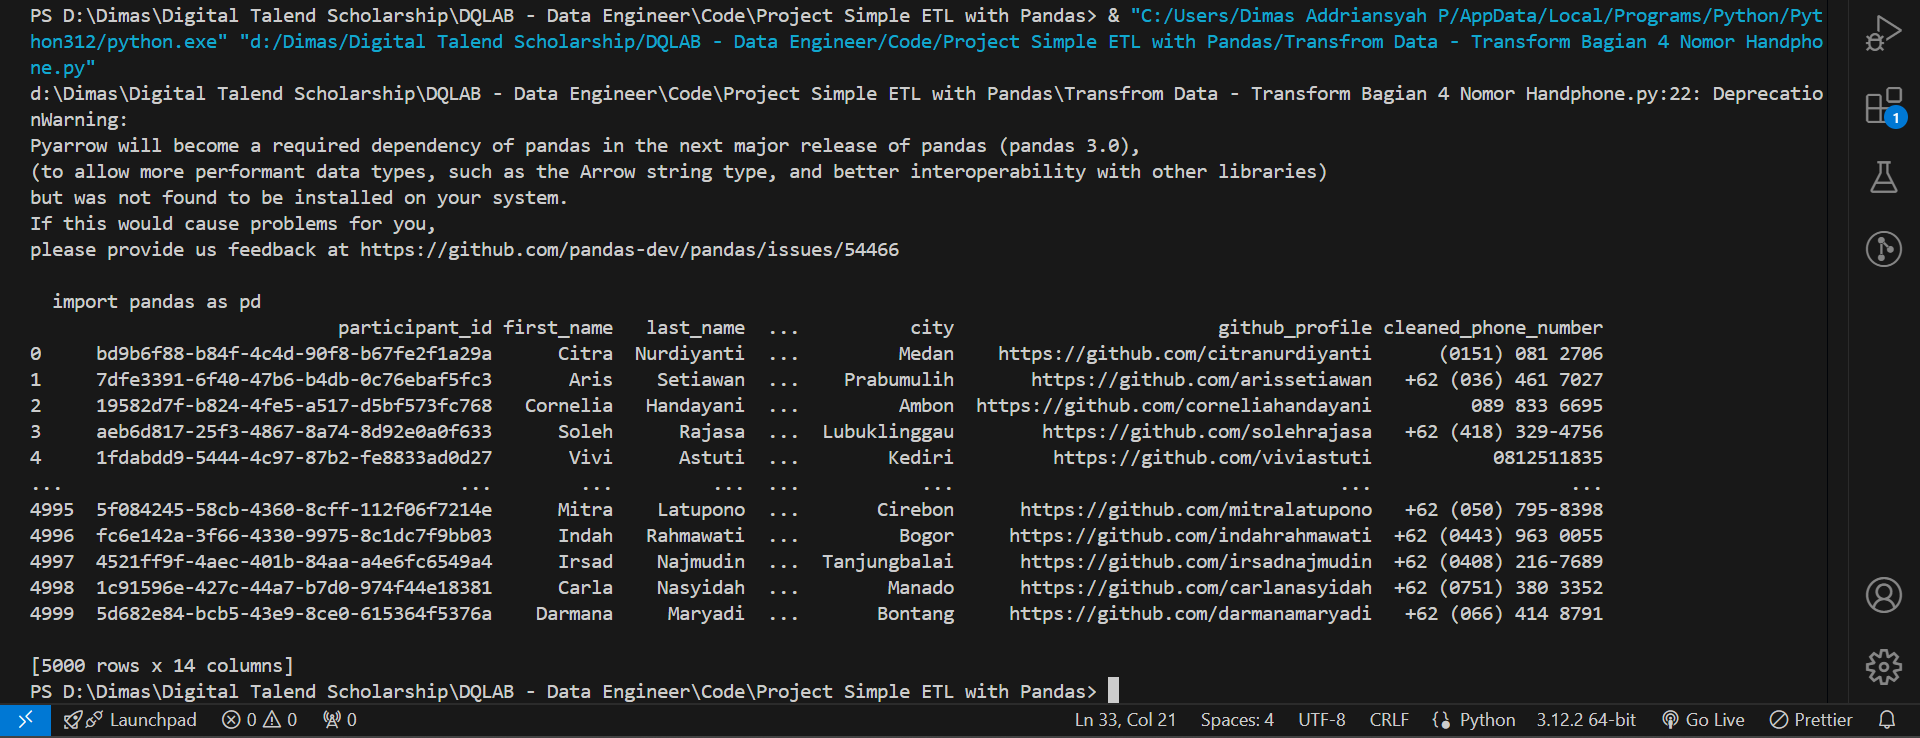 PS D:\Dimas\Digital Talend Scholarship\DQLAB - Data Engineer\Code\Project Simple ETL with Pandas> & "C:/Users/Dimas Addriansyah P/AppData/Local/Programs/Python/Pyt
hon312/python.exe" "d:/Dimas/Digital Talend Scholarship/DQLAB - Data Engineer/Code/Project Simple ETL with Pandas/Transfrom Data - Transform Bagian 4 Nomor Handpho
ne.py"
d:\Dimas\Digital Talend Scholarship\DQLAB - Data Engineer\Code\Project Simple ETL with Pandas\Transfrom Data - Transform Bagian 4 Nomor Handphone.py:22: Deprecatio
nWarning:
Pyarrow will become a required dependency of pandas in the next major release of pandas (pandas 3.0),
(to allow more performant data types, such as the Arrow string type, and better interoperability with other libraries)
but was not found to be installed on your system.
If this would cause problems for you,
please provide us feedback at https://github.com/pandas-dev/pandas/issues/54466
import pandas as pd
participant_id first_name last_name ... city github_profile cleaned_phone_number
0 bd9b6f88-b84f-4c4d-90f8-b67fe2f1a29a Citra Nurdiyanti ... Medan https://github.com/citranurdiyanti (0151) 081 2706
1 7dfe3391-6f40-47b6-b4db-0c76ebaf5fc3 Aris Setiawan ... Prabumulih https://github.com/arissetiawan +62 (036) 461 7027
2 19582d7f-b824-4fe5-a517-d5bf573fc768 Cornelia Handayani ... Ambon https://github.com/corneliahandayani 089 833 6695
3 aeb6d817-25f3-4867-8a74-8d92e0a0f633 Soleh Rajasa ... Lubuklinggau https://github.com/solehrajasa +62 (418) 329-4756
4 1fdabdd9-5444-4c97-87b2-fe8833ad0d27 Vivi Astuti ... Kediri https://github.com/viviastuti 0812511835
... ... ... ... ... ... ... ...
4995 5f084245-58cb-4360-8cff-112f06f7214e Mitra Latupono ... Cirebon https://github.com/mitralatupono +62 (050) 795-8398
4996 fc6e142a-3f66-4330-9975-8c1dc7f9bb03 Indah Rahmawati ... Bogor https://github.com/indahrahmawati +62 (0443) 963 0055
4997 4521ff9f-4aec-401b-84aa-a4e6fc6549a4 Irsad Najmudin ... Tanjungbalai https://github.com/irsadnajmudin +62 (0408) 216-7689
4998 1c91596e-427c-44a7-b7d0-974f44e18381 Carla Nasyidah ... Manado https://github.com/carlanasyidah +62 (0751) 380 3352
4999 5d682e84-bcb5-43e9-8ce0-615364f5376a Darmana Maryadi ... Bontang https://github.com/darmanamaryadi +62 (066) 414 8791
[5000 rows x 14 columns]
PS D:\Dimas\Digital Talend Scholarship\DQLAB - Data Engineer\Code\Project Simple ETL with Pandas>
1
Launchpad 0 0 0 Ln 33, Col 21 Spaces: 4 UTF-8 CRLF Python 3.12.2 64-bit Go Live Prettier